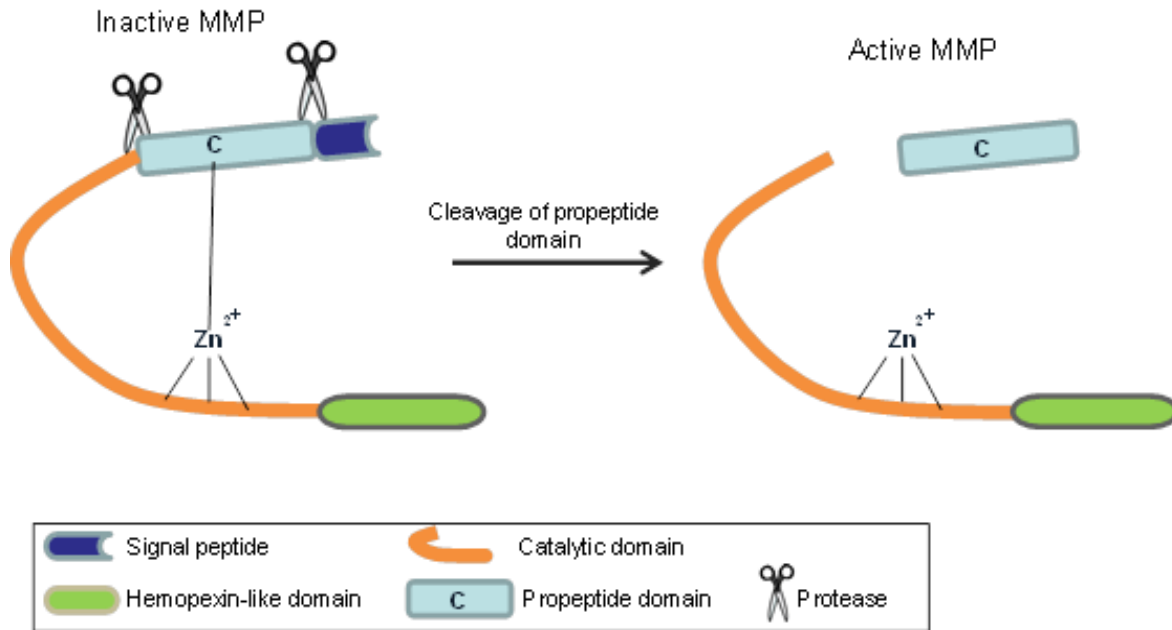 Inactive MMP
Active MMP
C
C
Cleavage of propeptide
domain
Zn2+
Zn2+
Signal peptide
Catalytic domain
Hemopexin-like domain
C
Propeptide domain
Protease